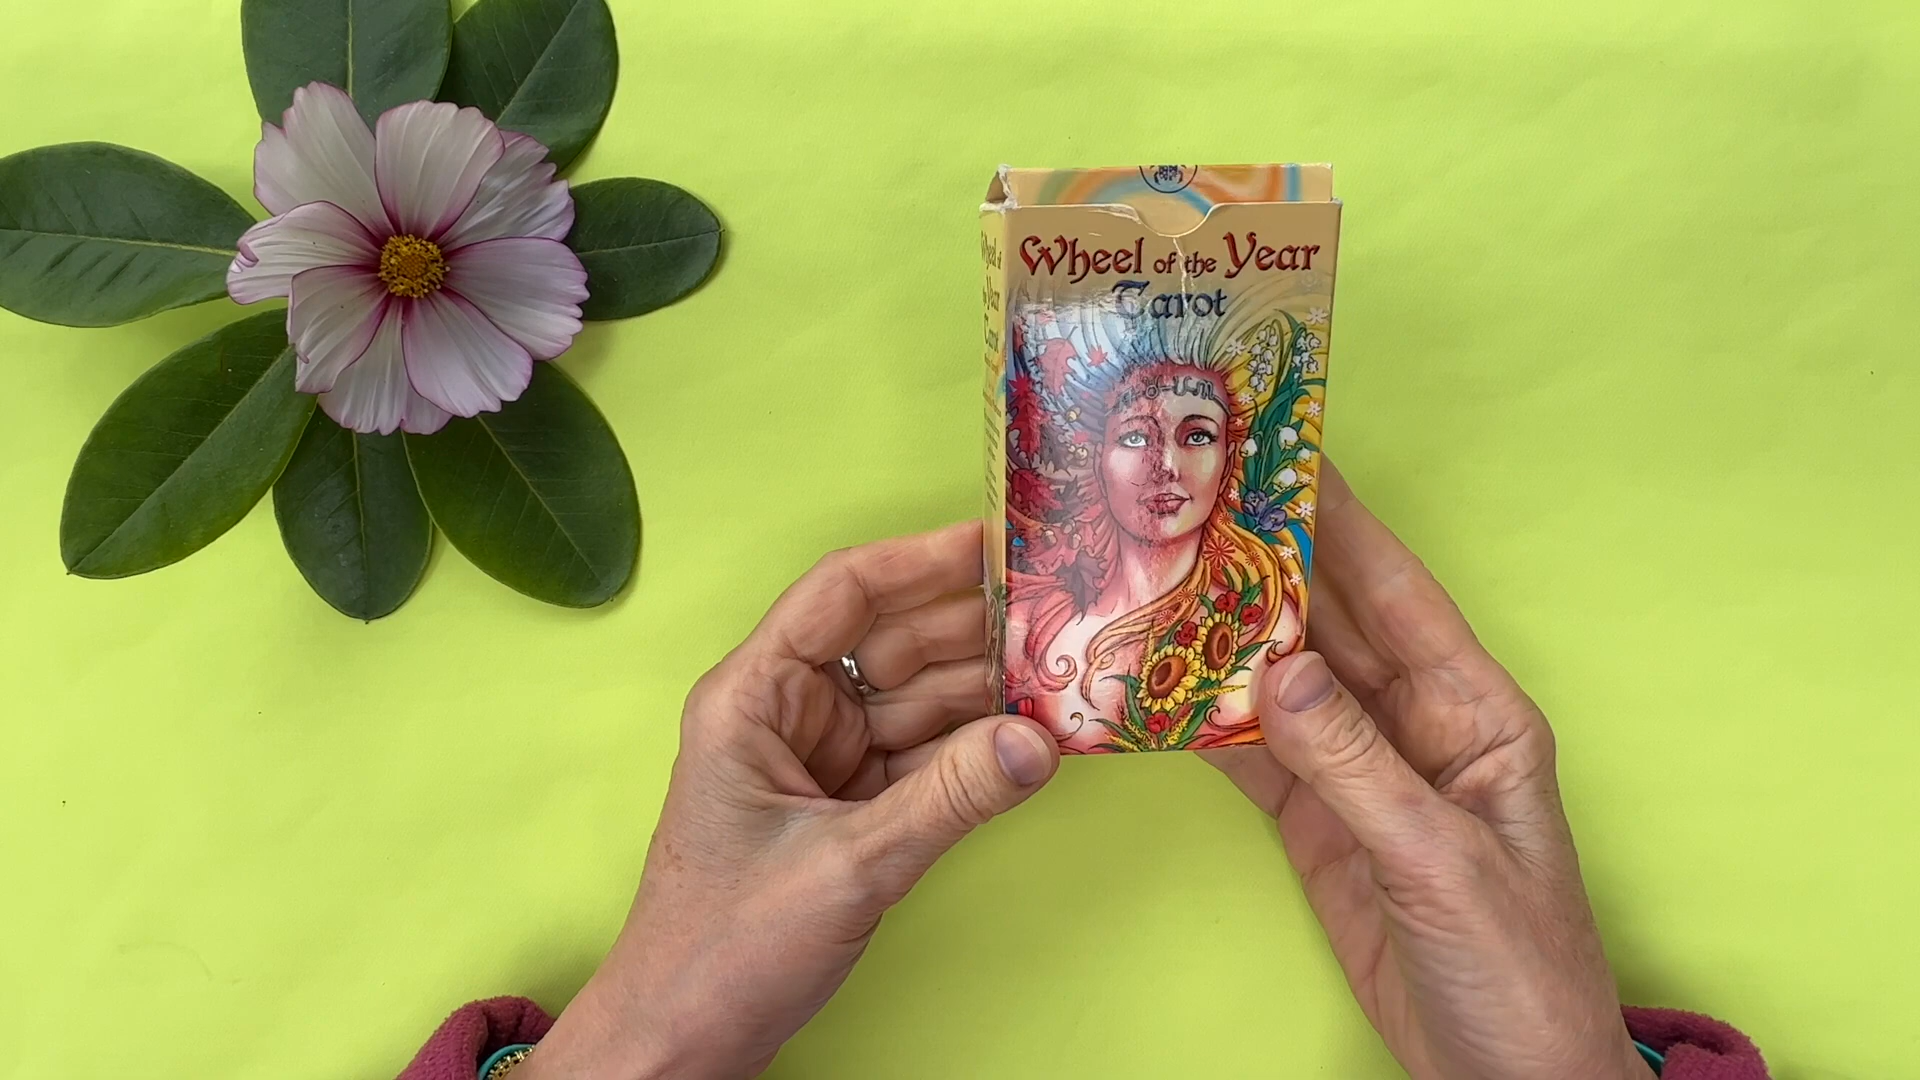 Wheel of the Year
Tarot
Wheel of
the Year
Tarot